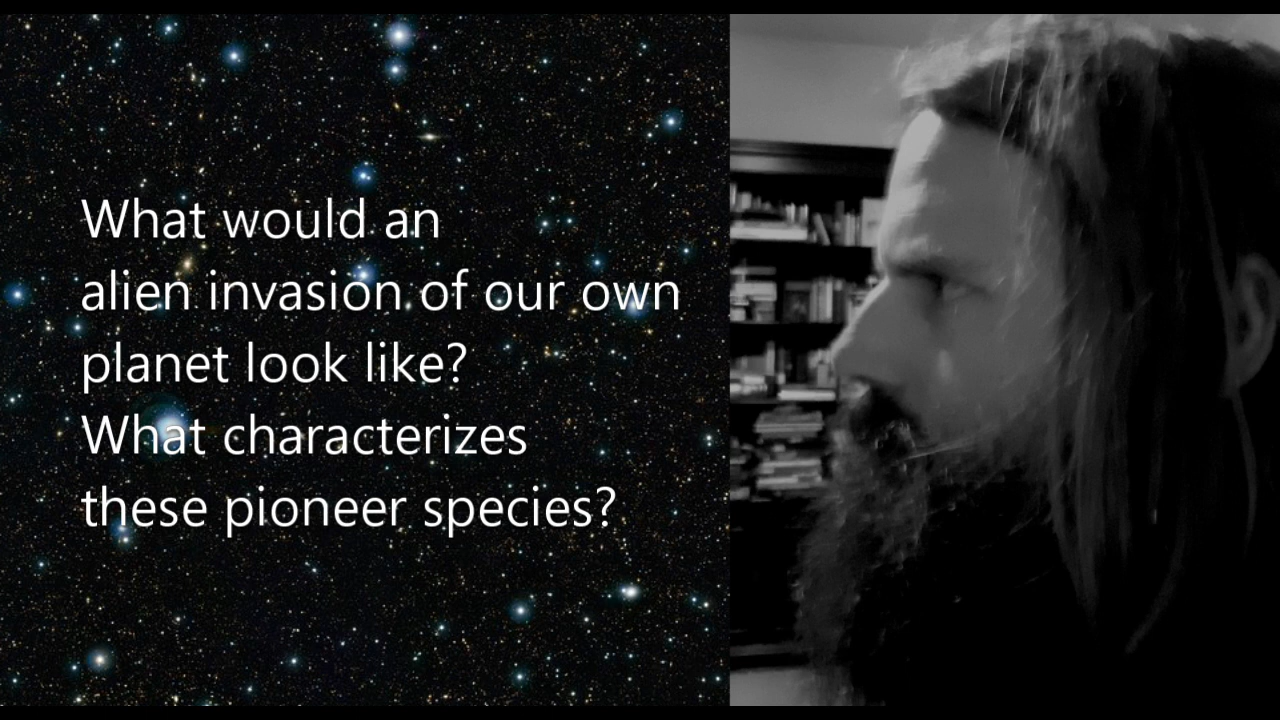 What would an
alien invasion of our own
planet look like?
What characterizes
these pioneer species?